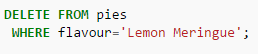 DELETE FROM pies
WHERE flavour='Lemon Meringue';